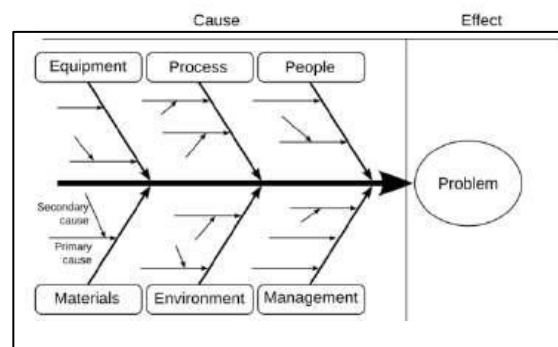 Cause Effect
Equipment Process People
Problem
Secondary
cause
Primary
cause
Materials Environment Management